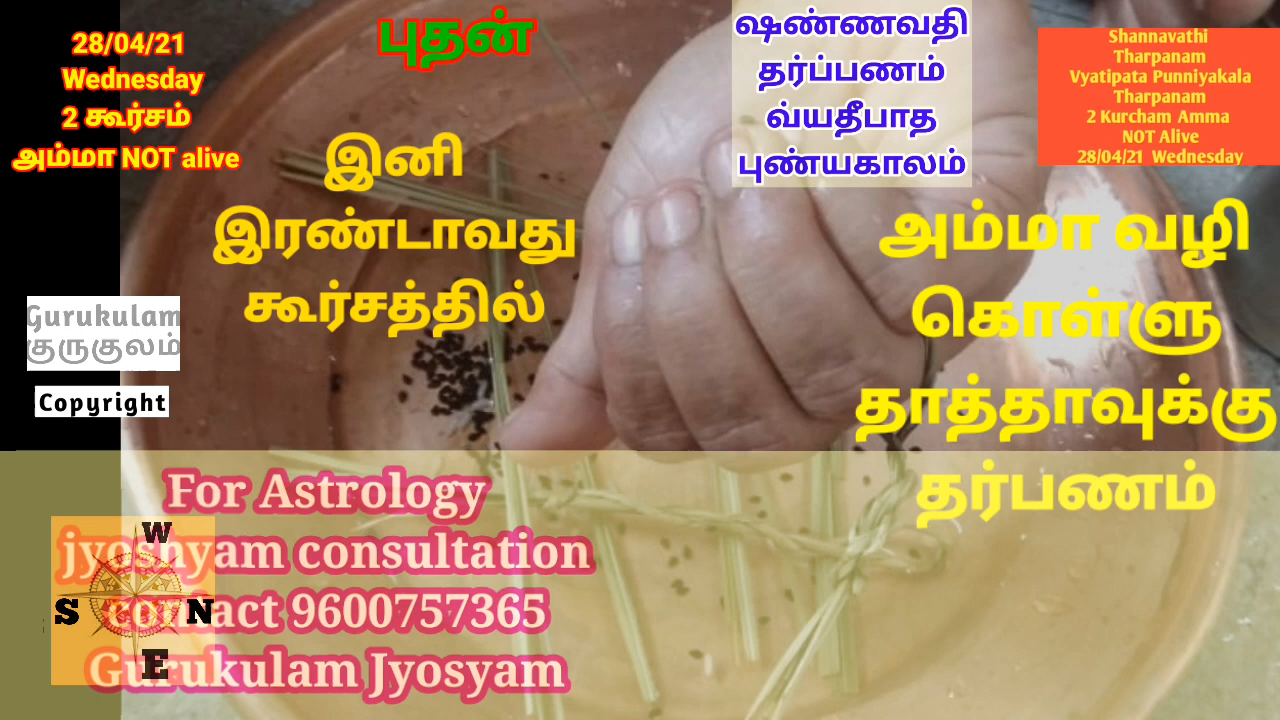 28/04/21
Wednesday
2 கூர்சம்
அம்மா NOT alive
புதன்
ஷண்ணவதி
தர்ப்பணம்
வ்யதீபாத
புண்யகாலம்
Shannavathi
Tharpanam
Vyatipata Punniyakala
Tharpanam
2 Kurcham Amma
NOT Alive
28/04/21 Wednesday
இனி
இரண்டாவது
கூர்சத்தில்
அம்மா வழி
கொள்ளு
தாத்தாவுக்கு
தர்பணம்
Gurukulam
குருகுலம்
Copyright
For Astrology
jyoshyam consultation
contact 9600757365
Gurukulam Jyosyam
W
S N
E